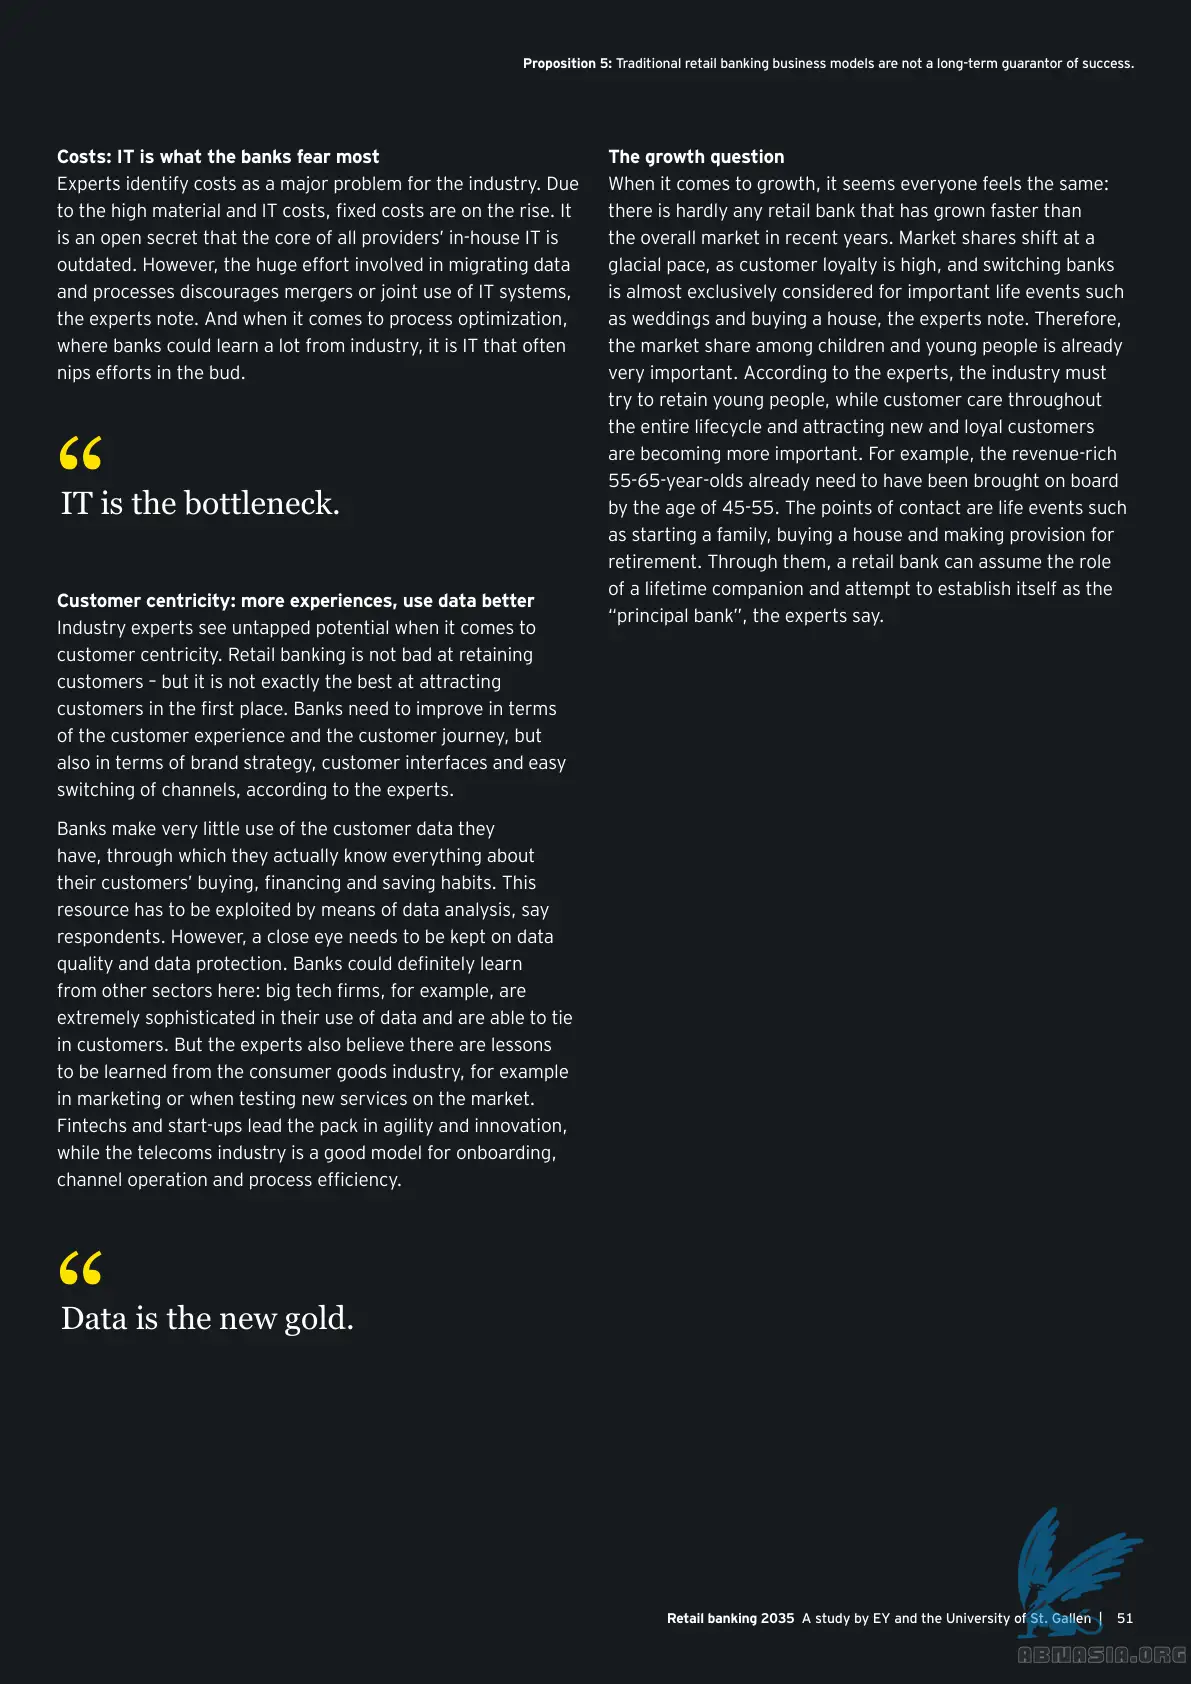 Proposition 5: Traditional retail banking business models are not a long-term guarantor of success.
Costs: IT is what the banks fear most
Experts identify costs as a major problem for the industry. Due
to the high material and IT costs, fixed costs are on the rise. It
is an open secret that the core of all providers’ in-house IT is
outdated. However, the huge effort involved in migrating data
and processes discourages mergers or joint use of IT systems,
the experts note. And when it comes to process optimization,
where banks could learn a lot from industry, it is IT that often
nips efforts in the bud.
“
IT is the bottleneck.
Customer centricity: more experiences, use data better
Industry experts see untapped potential when it comes to
customer centricity. Retail banking is not bad at retaining
customers – but it is not exactly the best at attracting
customers in the first place. Banks need to improve in terms
of the customer experience and the customer journey, but
also in terms of brand strategy, customer interfaces and easy
switching of channels, according to the experts.
Banks make very little use of the customer data they
have, through which they actually know everything about
their customers’ buying, financing and saving habits. This
resource has to be exploited by means of data analysis, say
respondents. However, a close eye needs to be kept on data
quality and data protection. Banks could definitely learn
from other sectors here: big tech firms, for example, are
extremely sophisticated in their use of data and are able to tie
in customers. But the experts also believe there are lessons
to be learned from the consumer goods industry, for example
in marketing or when testing new services on the market.
Fintechs and start-ups lead the pack in agility and innovation,
while the telecoms industry is a good model for onboarding,
channel operation and process efficiency.
“
Data is the new gold.
The growth question
When it comes to growth, it seems everyone feels the same:
there is hardly any retail bank that has grown faster than
the overall market in recent years. Market shares shift at a
glacial pace, as customer loyalty is high, and switching banks
is almost exclusively considered for important life events such
as weddings and buying a house, the experts note. Therefore,
the market share among children and young people is already
very important. According to the experts, the industry must
try to retain young people, while customer care throughout
the entire lifecycle and attracting new and loyal customers
are becoming more important. For example, the revenue-rich
55-65-year-olds already need to have been brought on board
by the age of 45-55. The points of contact are life events such
as starting a family, buying a house and making provision for
retirement. Through them, a retail bank can assume the role
of a lifetime companion and attempt to establish itself as the
“principal bank”, the experts say.
Retail banking 2035 A study by EY and the University of St. Gallen | 51
ABNASIA.ORG